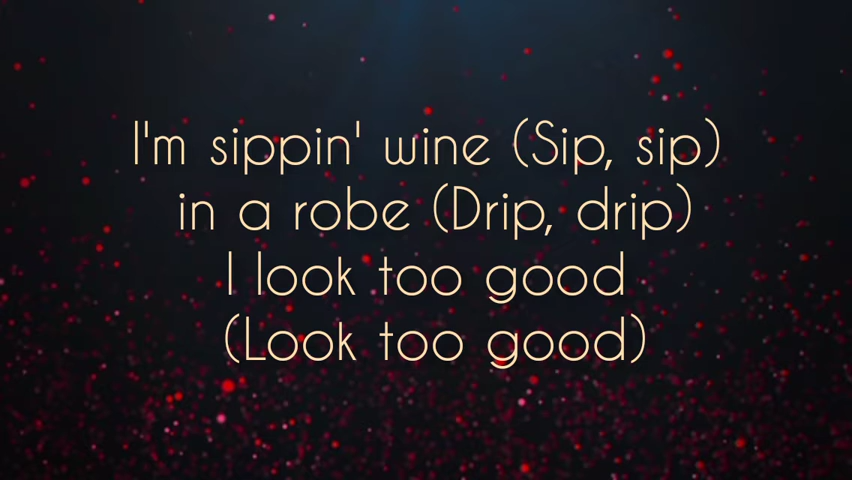 I'm sippin' wine (Sip, sip)
in a robe (Drip, drip)
I look too good
(Look too good)